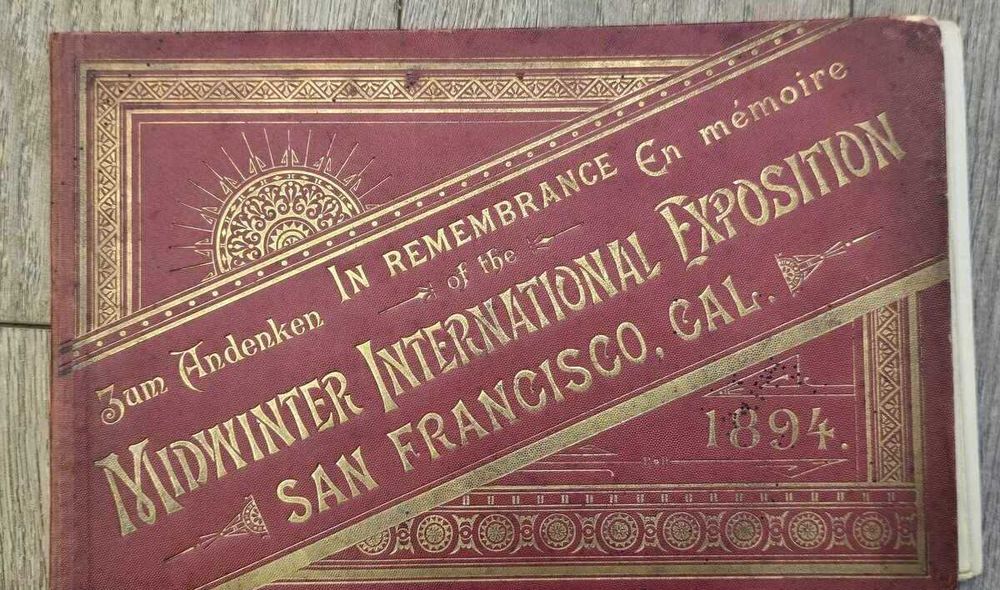 Zum Andenken In REMEMBRANCE En mémoire
of the
MIDWINTER INTERNATIONAL EXPOSITION
SAN FRANCISCO, CAL.
1894.